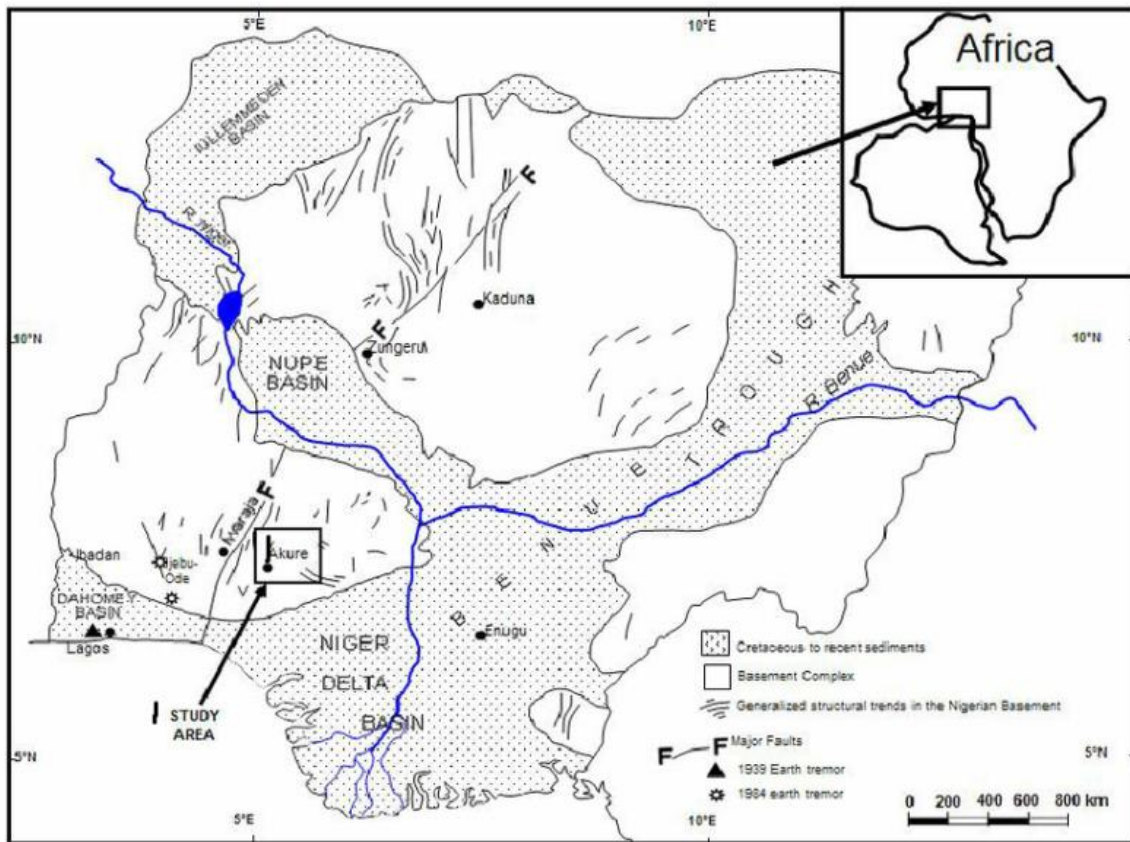 5°E
10°E
Africa
IULLEMMEDEN
BASIN
R. Niger
F
Kaduna
F
Zungeru
10°N
10°N
NUPE
BASIN
R. Benue
BENUE TROUGH
F
Iwaraja
Akure
Ibadan
Ijebu-
Ode
DAHOMEY
BASIN
Lagos
Enugu
NIGER
DELTA
BASIN
STUDY
AREA
Cretaceous to recent sediments
Basement Complex
Generalized structural trends in the Nigerian Basement
F F Major Faults
1939 Earth tremor
1984 earth tremor
5°N
5°N
0 200 400 600 800 km
5°E
10°E